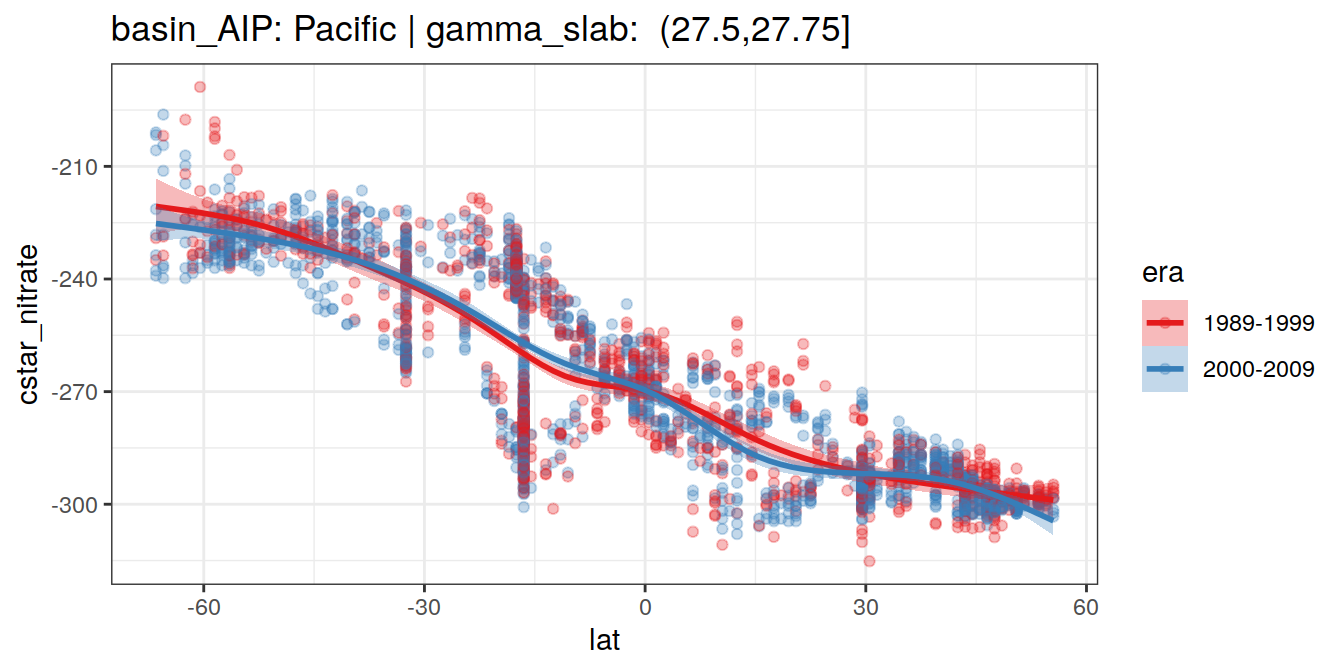 basin_AIP: Pacific | gamma_slab:  (27.5,27.75]
cstar_nitrate
-210
-240
-270
-300
-60
-30
0
30
60
lat
era
1989-1999
2000-2009